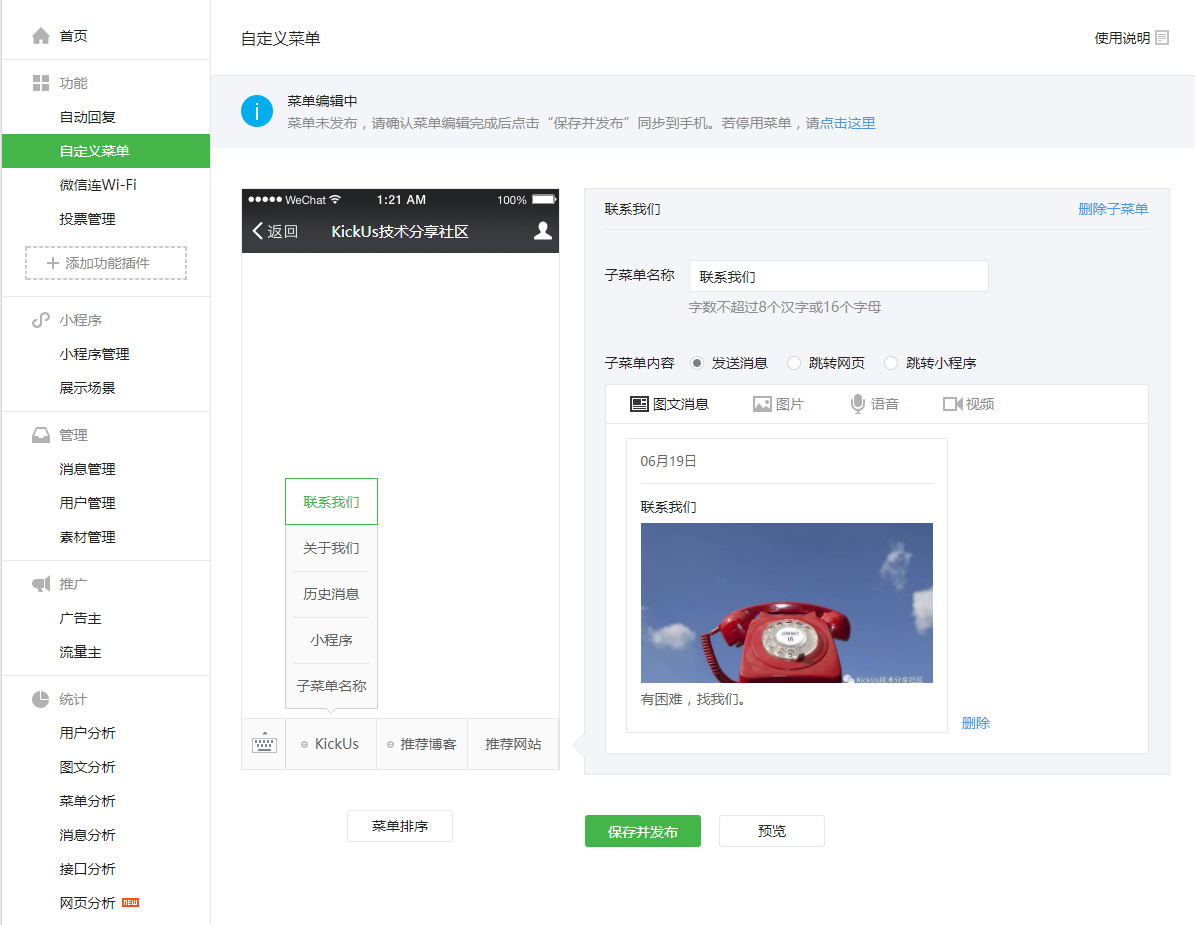 首页
功能
自动回复
自定义菜单
微信连Wi-Fi
投票管理
添加功能插件
小程序
小程序管理
展示场景
管理
消息管理
用户管理
素材管理
推广
广告主
流量主
统计
用户分析
图文分析
菜单分析
消息分析
接口分析
网页分析 NEW
自定义菜单
使用说明
菜单编辑中
菜单未发布，请确认菜单编辑完成后点击“保存并发布”同步到手机。若停用菜单，请点击这里
WeChat 1:21 AM 100%
返回 KickUs技术分享社区
联系我们
关于我们
历史消息
小程序
子菜单名称
KickUs 推荐博客 推荐网站
菜单排序
联系我们 删除子菜单
子菜单名称 联系我们
字数不超过8个汉字或16个字母
子菜单内容 发送消息 跳转网页 跳转小程序
图文消息 图片 语音 视频
06月19日
联系我们
CONTACT
US
KickUs技术分享社区
有困难，找我们。
删除
保存并发布 预览